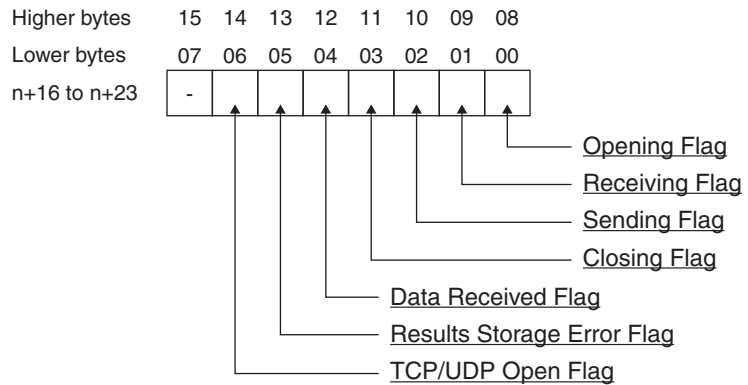 Higher bytes 15 14 13 12 11 10 09 08
Lower bytes 07 06 05 04 03 02 01 00
n+16 to n+23 -
Opening Flag
Receiving Flag
Sending Flag
Closing Flag
Data Received Flag
Results Storage Error Flag
TCP/UDP Open Flag